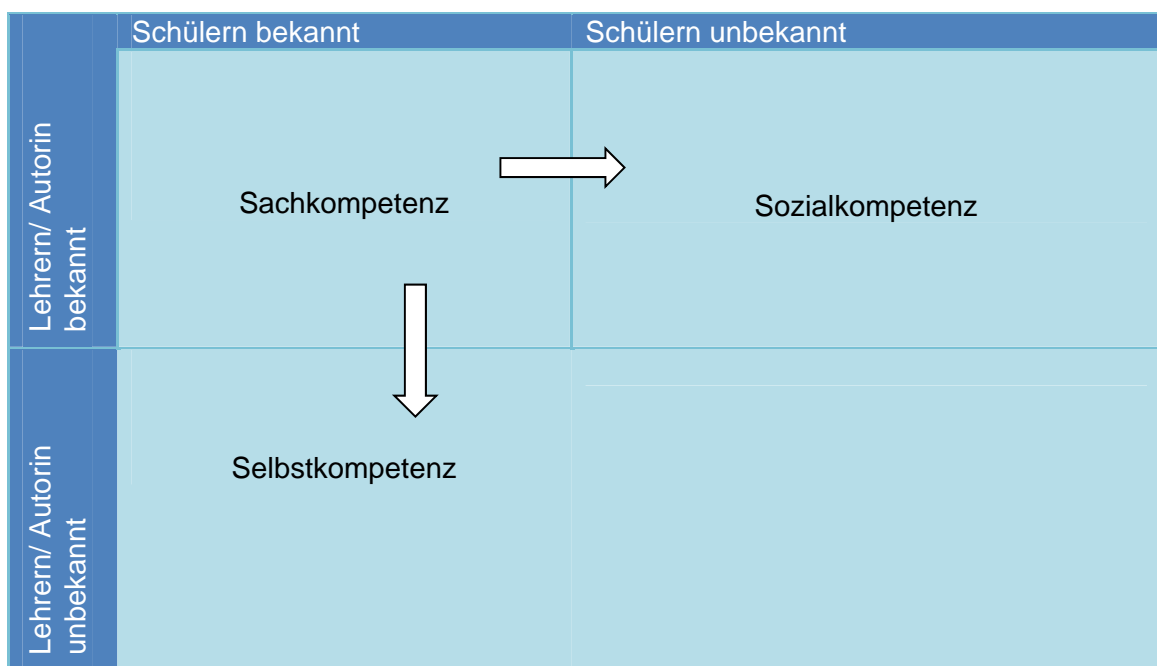 Schülern bekannt
Schülern unbekannt
Lehrern/ Autorin
bekannt
Sachkompetenz
Sozialkompetenz
Lehrern/ Autorin
unbekannt
Selbstkompetenz